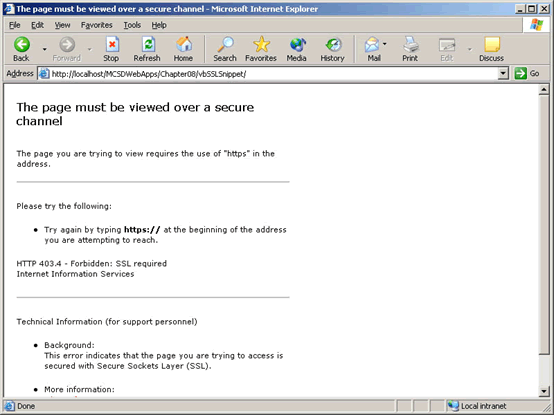 The page must be viewed over a secure channel - Microsoft Internet Explorer
File Edit View Favorites Tools Help
Back Forward Stop Refresh Home Search Favorites Media History Mail Print Edit Discuss
Address http://localhost/MCSDWebApps/Chapter08/vbSSLSnippet/ Go
The page must be viewed over a secure
channel
The page you are trying to view requires the use of "https" in the
address.
Please try the following:
• Try again by typing https:// at the beginning of the address
you are attempting to reach.
HTTP 403.4 - Forbidden: SSL required
Internet Information Services
Technical Information (for support personnel)
• Background:
This error indicates that the page you are trying to access is
secured with Secure Sockets Layer (SSL).
• More information:
Done Local intranet